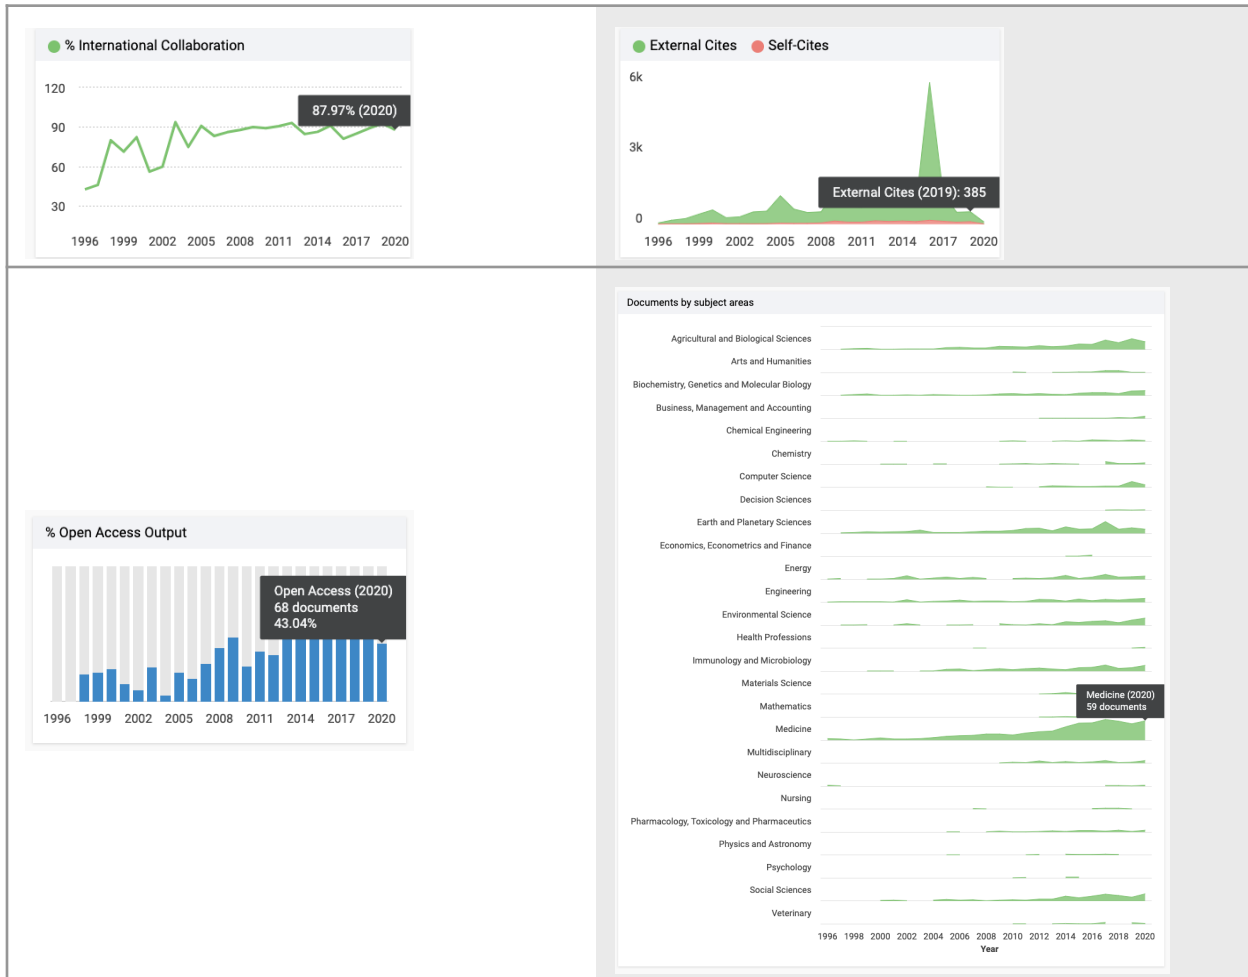 % International Collaboration
120
90
60
30
87.97% (2020)
1996 1999 2002 2005 2008 2011 2014 2017 2020
External Cites Self-Cites
6k
3k
0
External Cites (2019): 385
1996 1999 2002 2005 2008 2011 2014 2017 2020
% Open Access Output
Open Access (2020)
68 documents
43.04%
1996 1999 2002 2005 2008 2011 2014 2017 2020
Documents by subject areas
Agricultural and Biological Sciences
Arts and Humanities
Biochemistry, Genetics and Molecular Biology
Business, Management and Accounting
Chemical Engineering
Chemistry
Computer Science
Decision Sciences
Earth and Planetary Sciences
Economics, Econometrics and Finance
Energy
Engineering
Environmental Science
Health Professions
Immunology and Microbiology
Materials Science
Mathematics
Medicine
Multidisciplinary
Neuroscience
Nursing
Pharmacology, Toxicology and Pharmaceutics
Physics and Astronomy
Psychology
Social Sciences
Veterinary
Medicine (2020)
59 documents
1996 1998 2000 2002 2004 2006 2008 2010 2012 2014 2016 2018 2020
Year